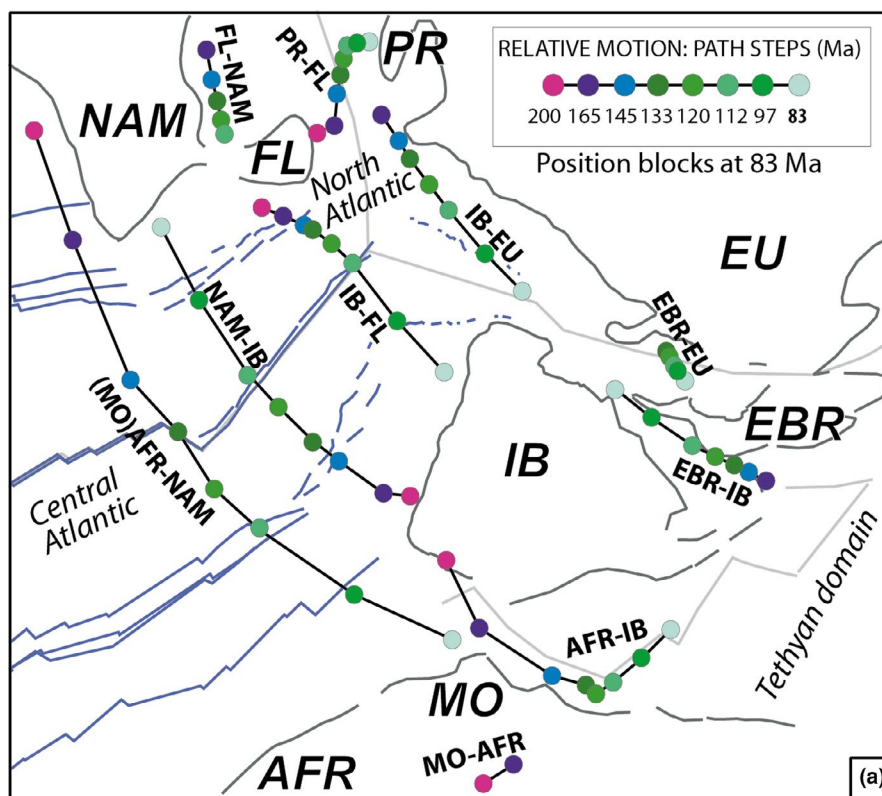 RELATIVE MOTION: PATH STEPS (Ma)
200 165 145 133 120 112 97 83
Position blocks at 83 Ma
NAM
FL-NAM
PR-FL
PR
FL
North
Atlantic
IB-EU
EU
NAM-IB
IB-FL
EBR-EU
EBR
EBR-IB
IB
(MO)AFR-NAM
Central
Atlantic
AFR-IB
Tethyan domain
MO
MO-AFR
AFR
(a)